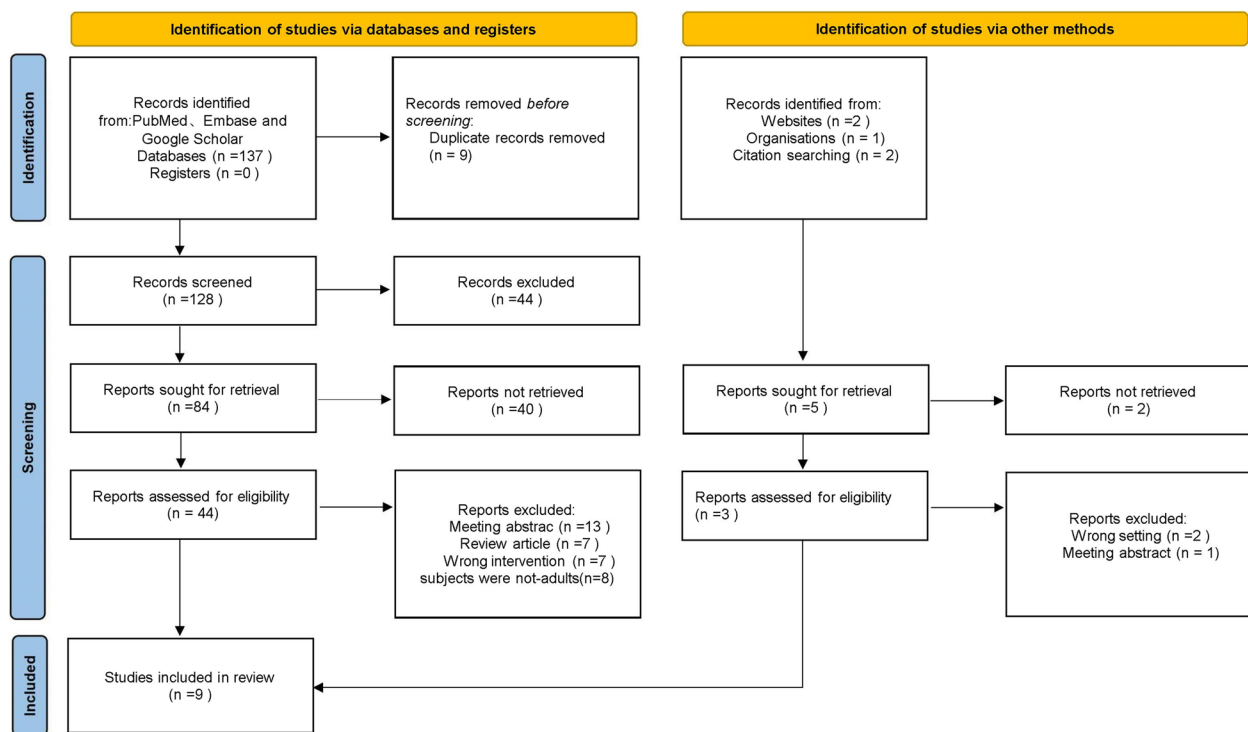 Identification of studies via databases and registers
Identification of studies via other methods
Identification
Records identified
from:PubMed、Embase and
Google Scholar
Databases (n =137 )
Registers (n =0 )
Records removed before
screening:
Duplicate records removed
(n = 9)
Records identified from:
Websites (n =2 )
Organisations (n = 1)
Citation searching (n = 2)
Screening
Records screened
(n =128 )
Records excluded
(n =44 )
Reports sought for retrieval
(n =84 )
Reports not retrieved
(n =40 )
Reports sought for retrieval
(n =5 )
Reports not retrieved
(n = 2)
Reports assessed for eligibility
(n = 44)
Reports excluded:
Meeting abstrac (n =13 )
Review article (n =7 )
Wrong intervention (n =7 )
subjects were not-adults(n=8)
Reports assessed for eligibility
(n =3 )
Reports excluded:
Wrong setting (n =2)
Meeting abstract (n = 1)
Included
Studies included in review
(n =9 )